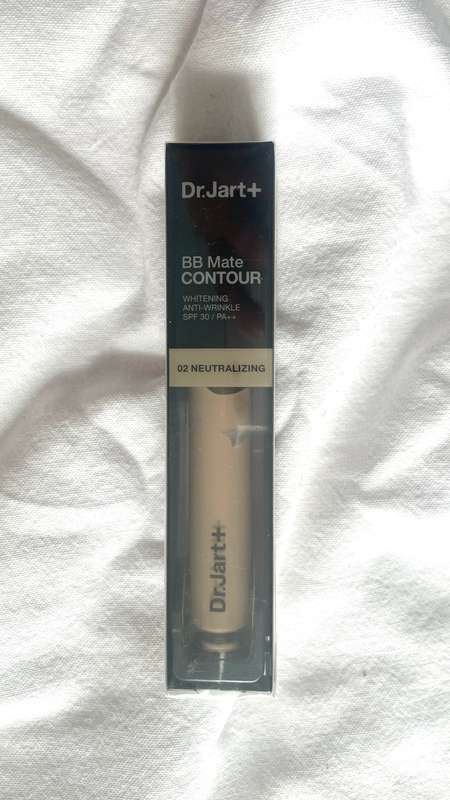 Dr.Jart+
BB Mate
CONTOUR
WHITENING
ANTI-WRINKLE
SPF 30 / PA++
02 NEUTRALIZING
Dr.Jart+